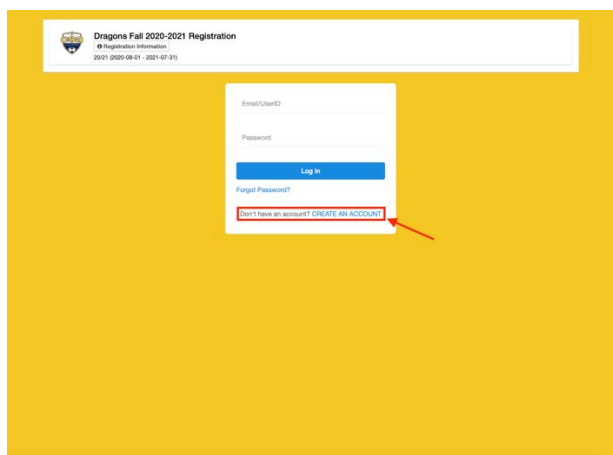 Dragons Fall 2020-2021 Registration
Registration Information
20/21 (2020-08-01 - 2021-07-31)
Email/UserID
Password
Log In
Forgot Password?
Don't have an account? CREATE AN ACCOUNT